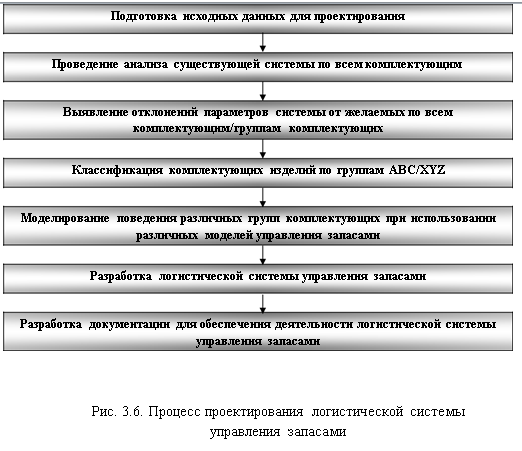 Подготовка исходных данных для проектирования
Проведение анализа существующей системы по всем комплектующим
Выявление отклонений параметров системы от желаемых по всем
комплектующим/группам комплектующих
Классификация комплектующих изделий по группам ABC/XYZ
Моделирование поведения различных групп комплектующих при использовании
различных моделей управления запасами
Разработка логистической системы управления запасами
Разработка документации для обеспечения деятельности логистической системы
управления запасами
Рис. 3.6. Процесс проектирования логистической системы
управления запасами